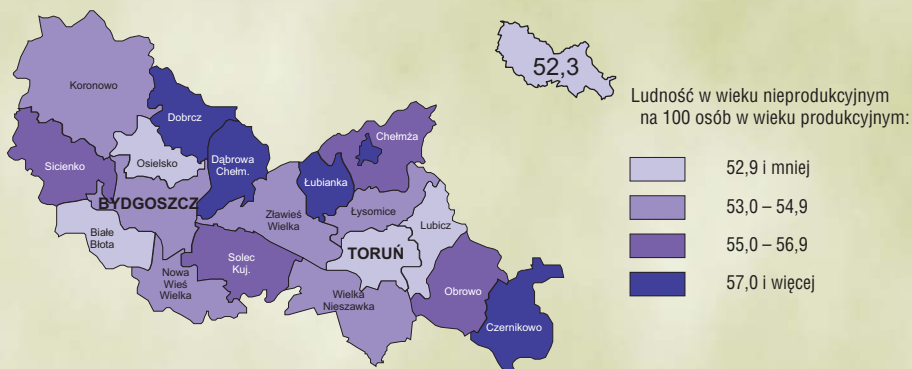 52,3
Ludność w wieku nieprodukcyjnym
na 100 osób w wieku produkcyjnym:
52,9 i mniej
53,0 – 54,9
55,0 – 56,9
57,0 i więcej
Koronowo
Dobrcz
Sicienko
Osielsko
Dąbrowa
Chełm.
Chełmża
Łubianka
BYDGOSZCZ
Zławieś
Wielka
Łysomice
Lubicz
Białe
Błota
Solec
Kuj.
TORUŃ
Nowa
Wieś
Wielka
Wielka
Nieszawka
Obrowo
Czernikowo